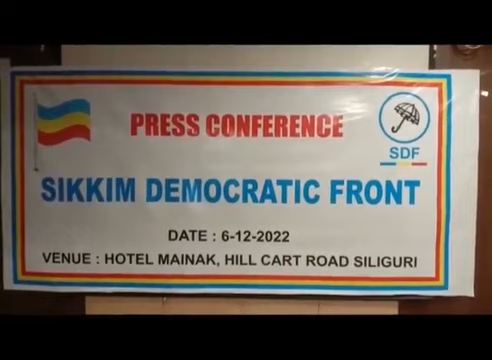 PRESS CONFERENCE
SDF
SIKKIM DEMOCRATIC FRONT
DATE : 6-12-2022
VENUE : HOTEL MAINAK, HILL CART ROAD SILIGURI